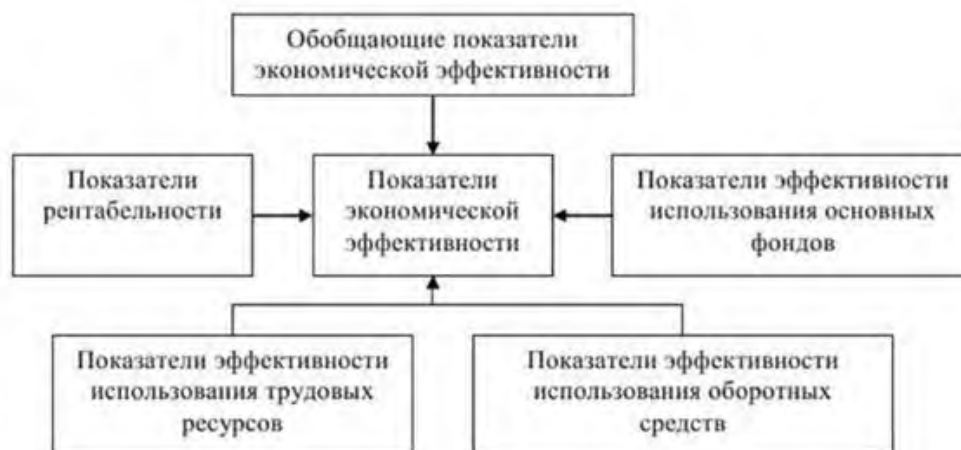 Обобщающие показатели
экономической эффективности
Показатели
рентабельности
Показатели
экономической
эффективности
Показатели эффективности
использования основных
фондов
Показатели эффективности
использования трудовых
ресурсов
Показатели эффективности
использования оборотных
средств